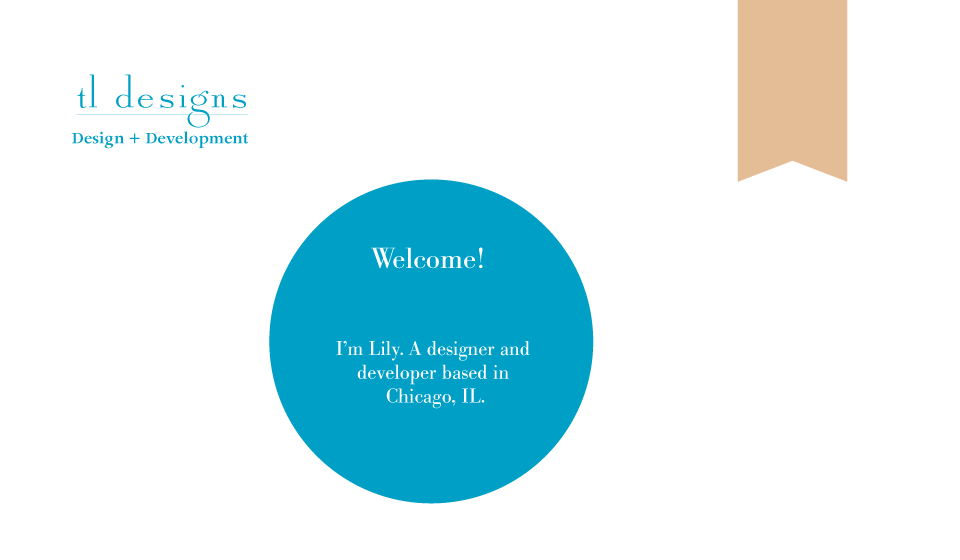 tl designs
Design + Development
Welcome!
I'm Lily. A designer and
developer based in
Chicago, IL.